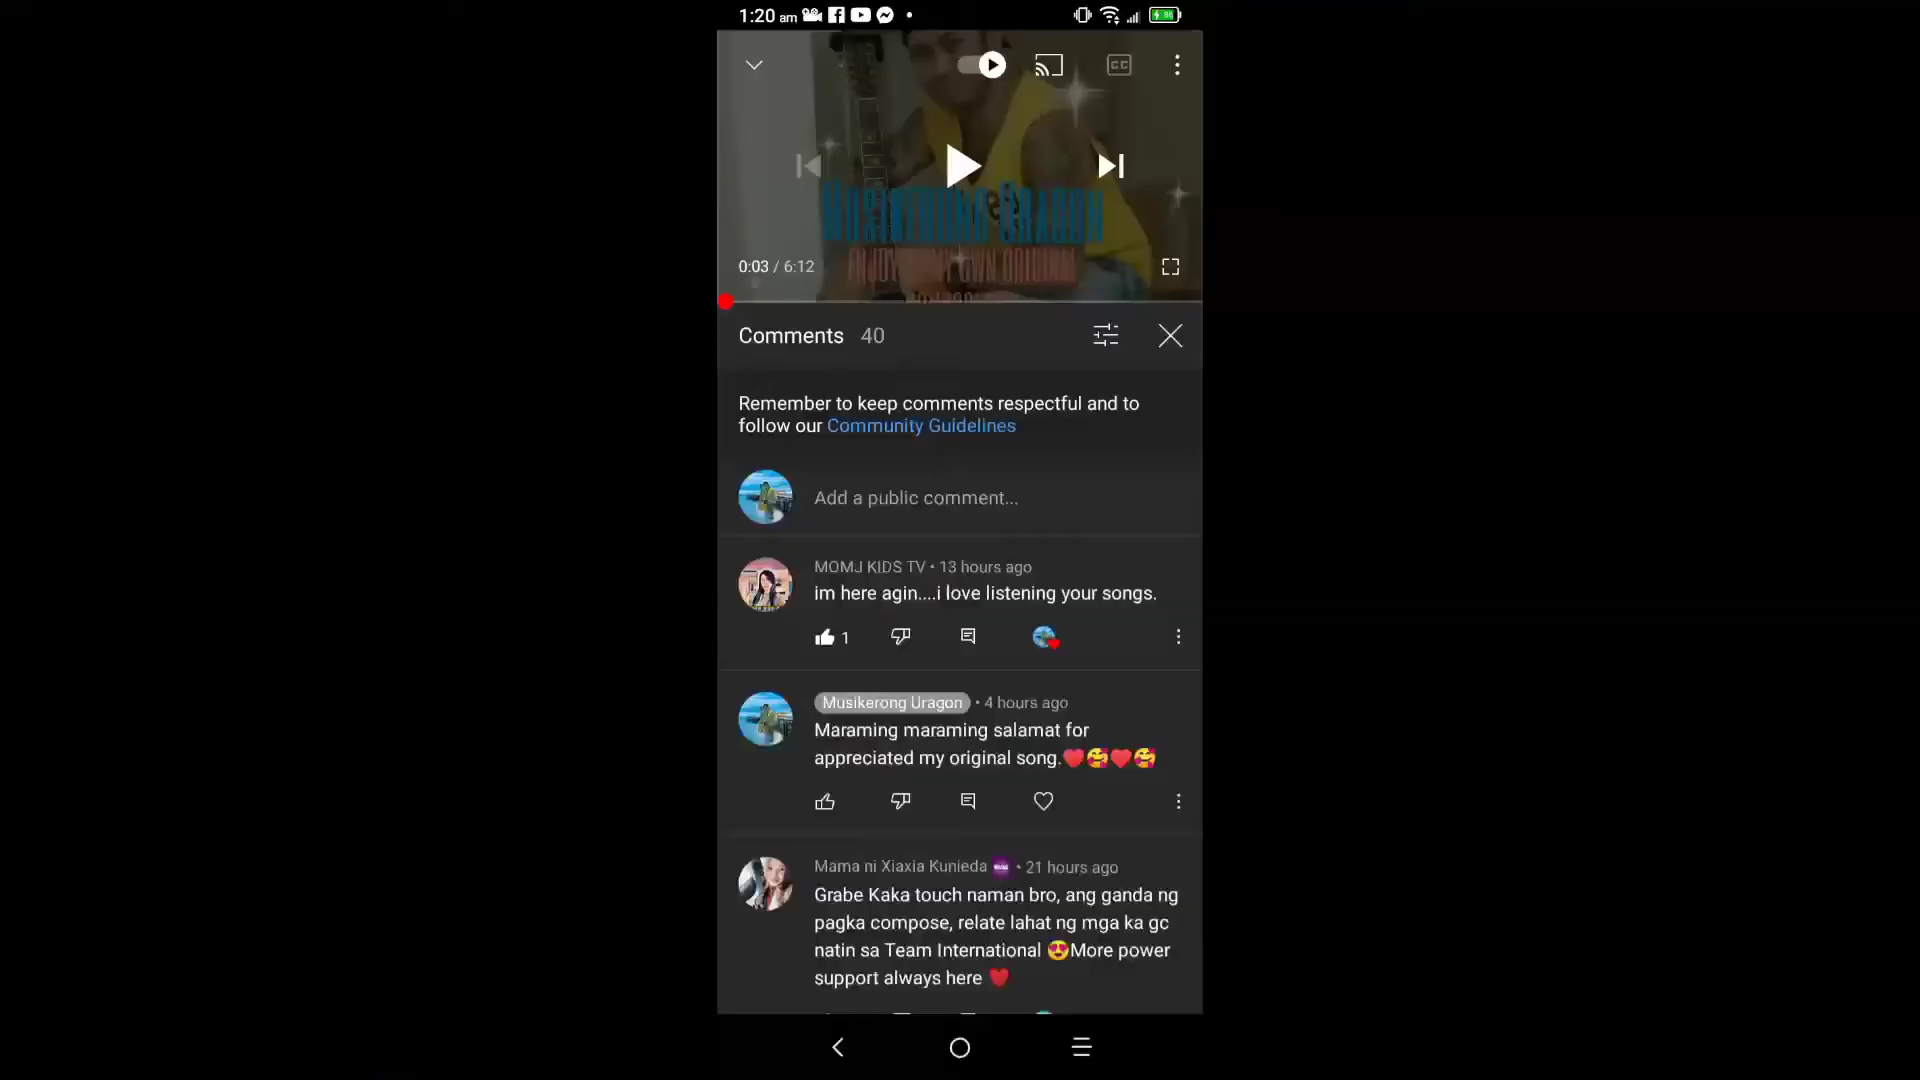 1:20 am
86
CC
MUSIKERONG URAGON
0:03 / 6:12
Comments 40
Remember to keep comments respectful and to
follow our Community Guidelines
Add a public comment...
MOMJ KIDS TV • 13 hours ago
im here agin....i love listening your songs.
1
Musikerong Uragon • 4 hours ago
Maraming maraming salamat for
appreciated my original song.❤️🥰❤️🥰
Mama ni Xiaxia Kunieda • 21 hours ago
Grabe Kaka touch naman bro, ang ganda ng
pagka compose, relate lahat ng mga ka gc
natin sa Team International 😍More power
support always here ❤️